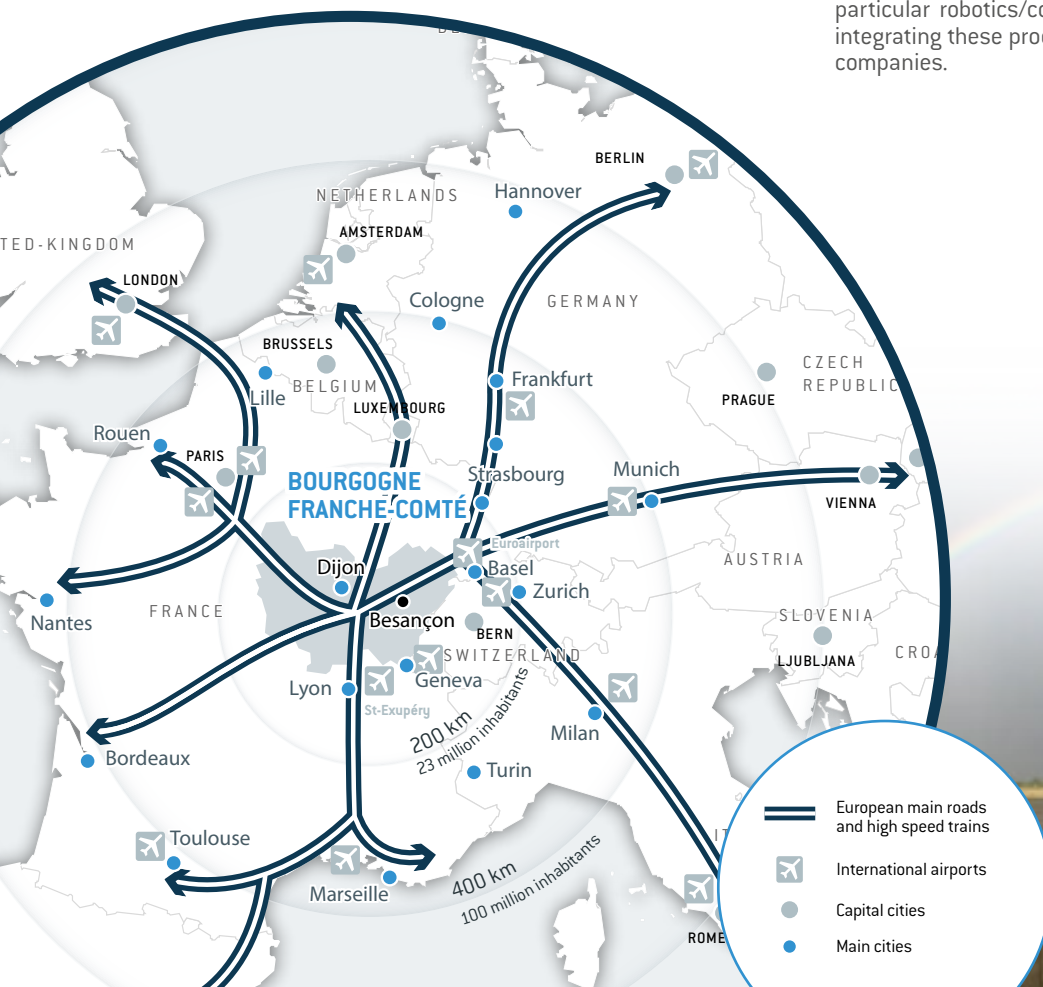 particular robotics/co
integrating these proc
companies.
BERLIN
NETHERLANDS
Hannover
AMSTERDAM
TED-KINGDOM
LONDON
Cologne
GERMANY
BRUSSELS
BELGIUM
Lille
LUXEMBOURG
Frankfurt
CZECH
REPUBLIC
PRAGUE
Rouen
PARIS
BOURGOGNE
FRANCHE-COMTÉ
Strasbourg
Munich
VIENNA
Euroairport
Basel
Dijon
Zurich
AUSTRIA
Besançon
FRANCE
Nantes
BERN
SWITZERLAND
SLOVENIA
LJUBLJANA
CROA
Geneva
Lyon
St-Exupéry
200 km
23 million inhabitants
Milan
Bordeaux
Turin
Toulouse
Marseille
400 km
100 million inhabitants
IT
ROME
European main roads
and high speed trains
International airports
Capital cities
Main cities